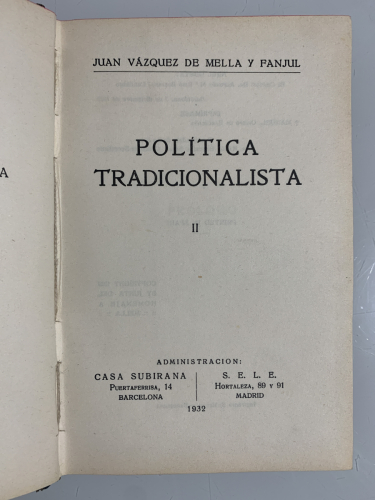 A
JUAN VÁZQUEZ DE MELLA Y FANJUL
POLÍTICA
TRADICIONALISTA
II
ADMINISTRACION:
CASA SUBIRANA
PUERTAFERRISA, 14
BARCELONA
S. E. L. E.
HORTALEZA, 89 Y 91
MADRID
1932